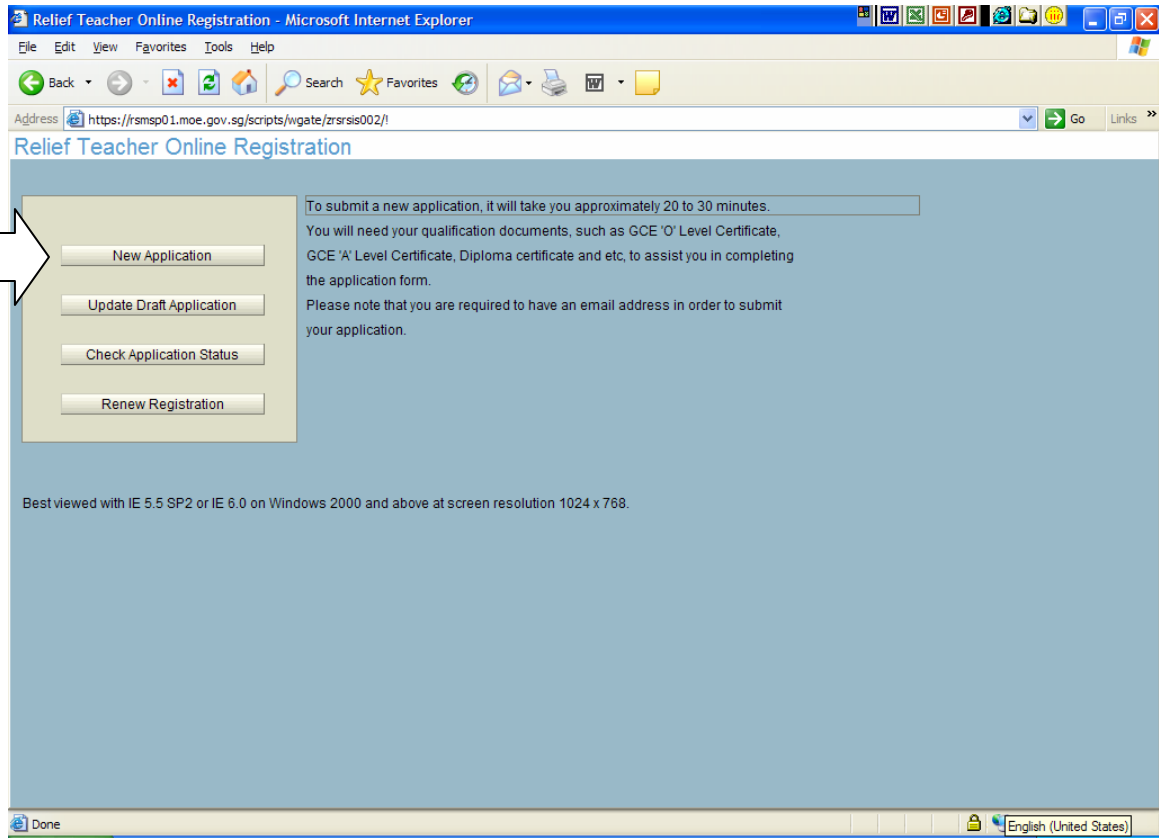 Relief Teacher Online Registration - Microsoft Internet Explorer
File Edit View Favorites Tools Help
Back Search Favorites
Address https://rsmsp01.moe.gov.sg/scripts/wgate/zrsrsis002/! Go Links »
Relief Teacher Online Registration
To submit a new application, it will take you approximately 20 to 30 minutes.
You will need your qualification documents, such as GCE 'O' Level Certificate,
New Application
GCE 'A' Level Certificate, Diploma certificate and etc, to assist you in completing
the application form.
Update Draft Application
Please note that you are required to have an email address in order to submit
your application.
Check Application Status
Renew Registration
Best viewed with IE 5.5 SP2 or IE 6.0 on Windows 2000 and above at screen resolution 1024 x 768.
Done
English (United States)